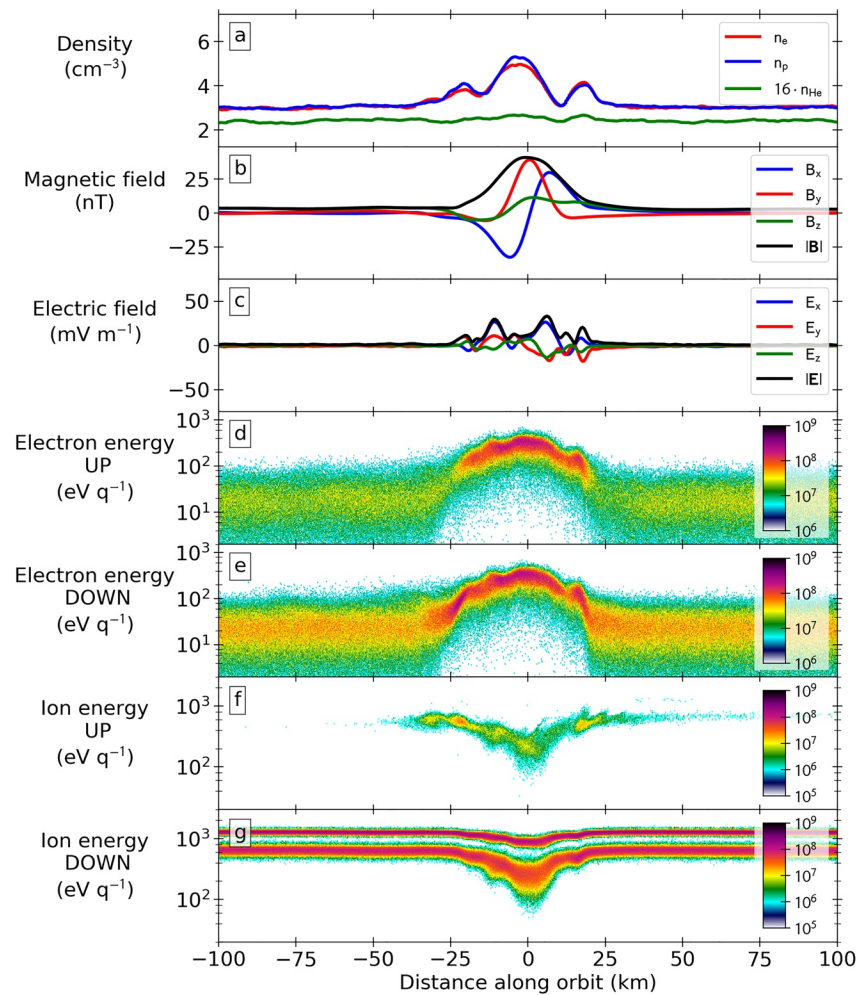 Density
(cm⁻³)
6
4
2
a
nₑ
nₚ
16·n_He
Magnetic field
(nT)
25
0
−25
b
Bₓ
B_y
B_z
|B|
Electric field
(mV m⁻¹)
50
0
−50
c
Eₓ
E_y
E_z
|E|
Electron energy
UP
(eV q⁻¹)
10³
10²
10¹
d
10⁹
10⁸
10⁷
10⁶
Electron energy
DOWN
(eV q⁻¹)
10³
10²
10¹
e
10⁹
10⁸
10⁷
10⁶
Ion energy
UP
(eV q⁻¹)
10³
10²
f
10⁹
10⁸
10⁷
10⁶
10⁵
Ion energy
DOWN
(eV q⁻¹)
10³
10²
g
10⁹
10⁸
10⁷
10⁶
10⁵
−100 −75 −50 −25 0 25 50 75 100
Distance along orbit (km)